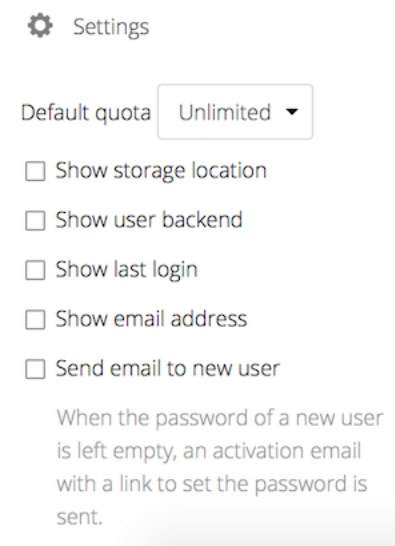 Settings
Default quota Unlimited
Show storage location
Show user backend
Show last login
Show email address
Send email to new user
When the password of a new user
is left empty, an activation email
with a link to set the password is
sent.